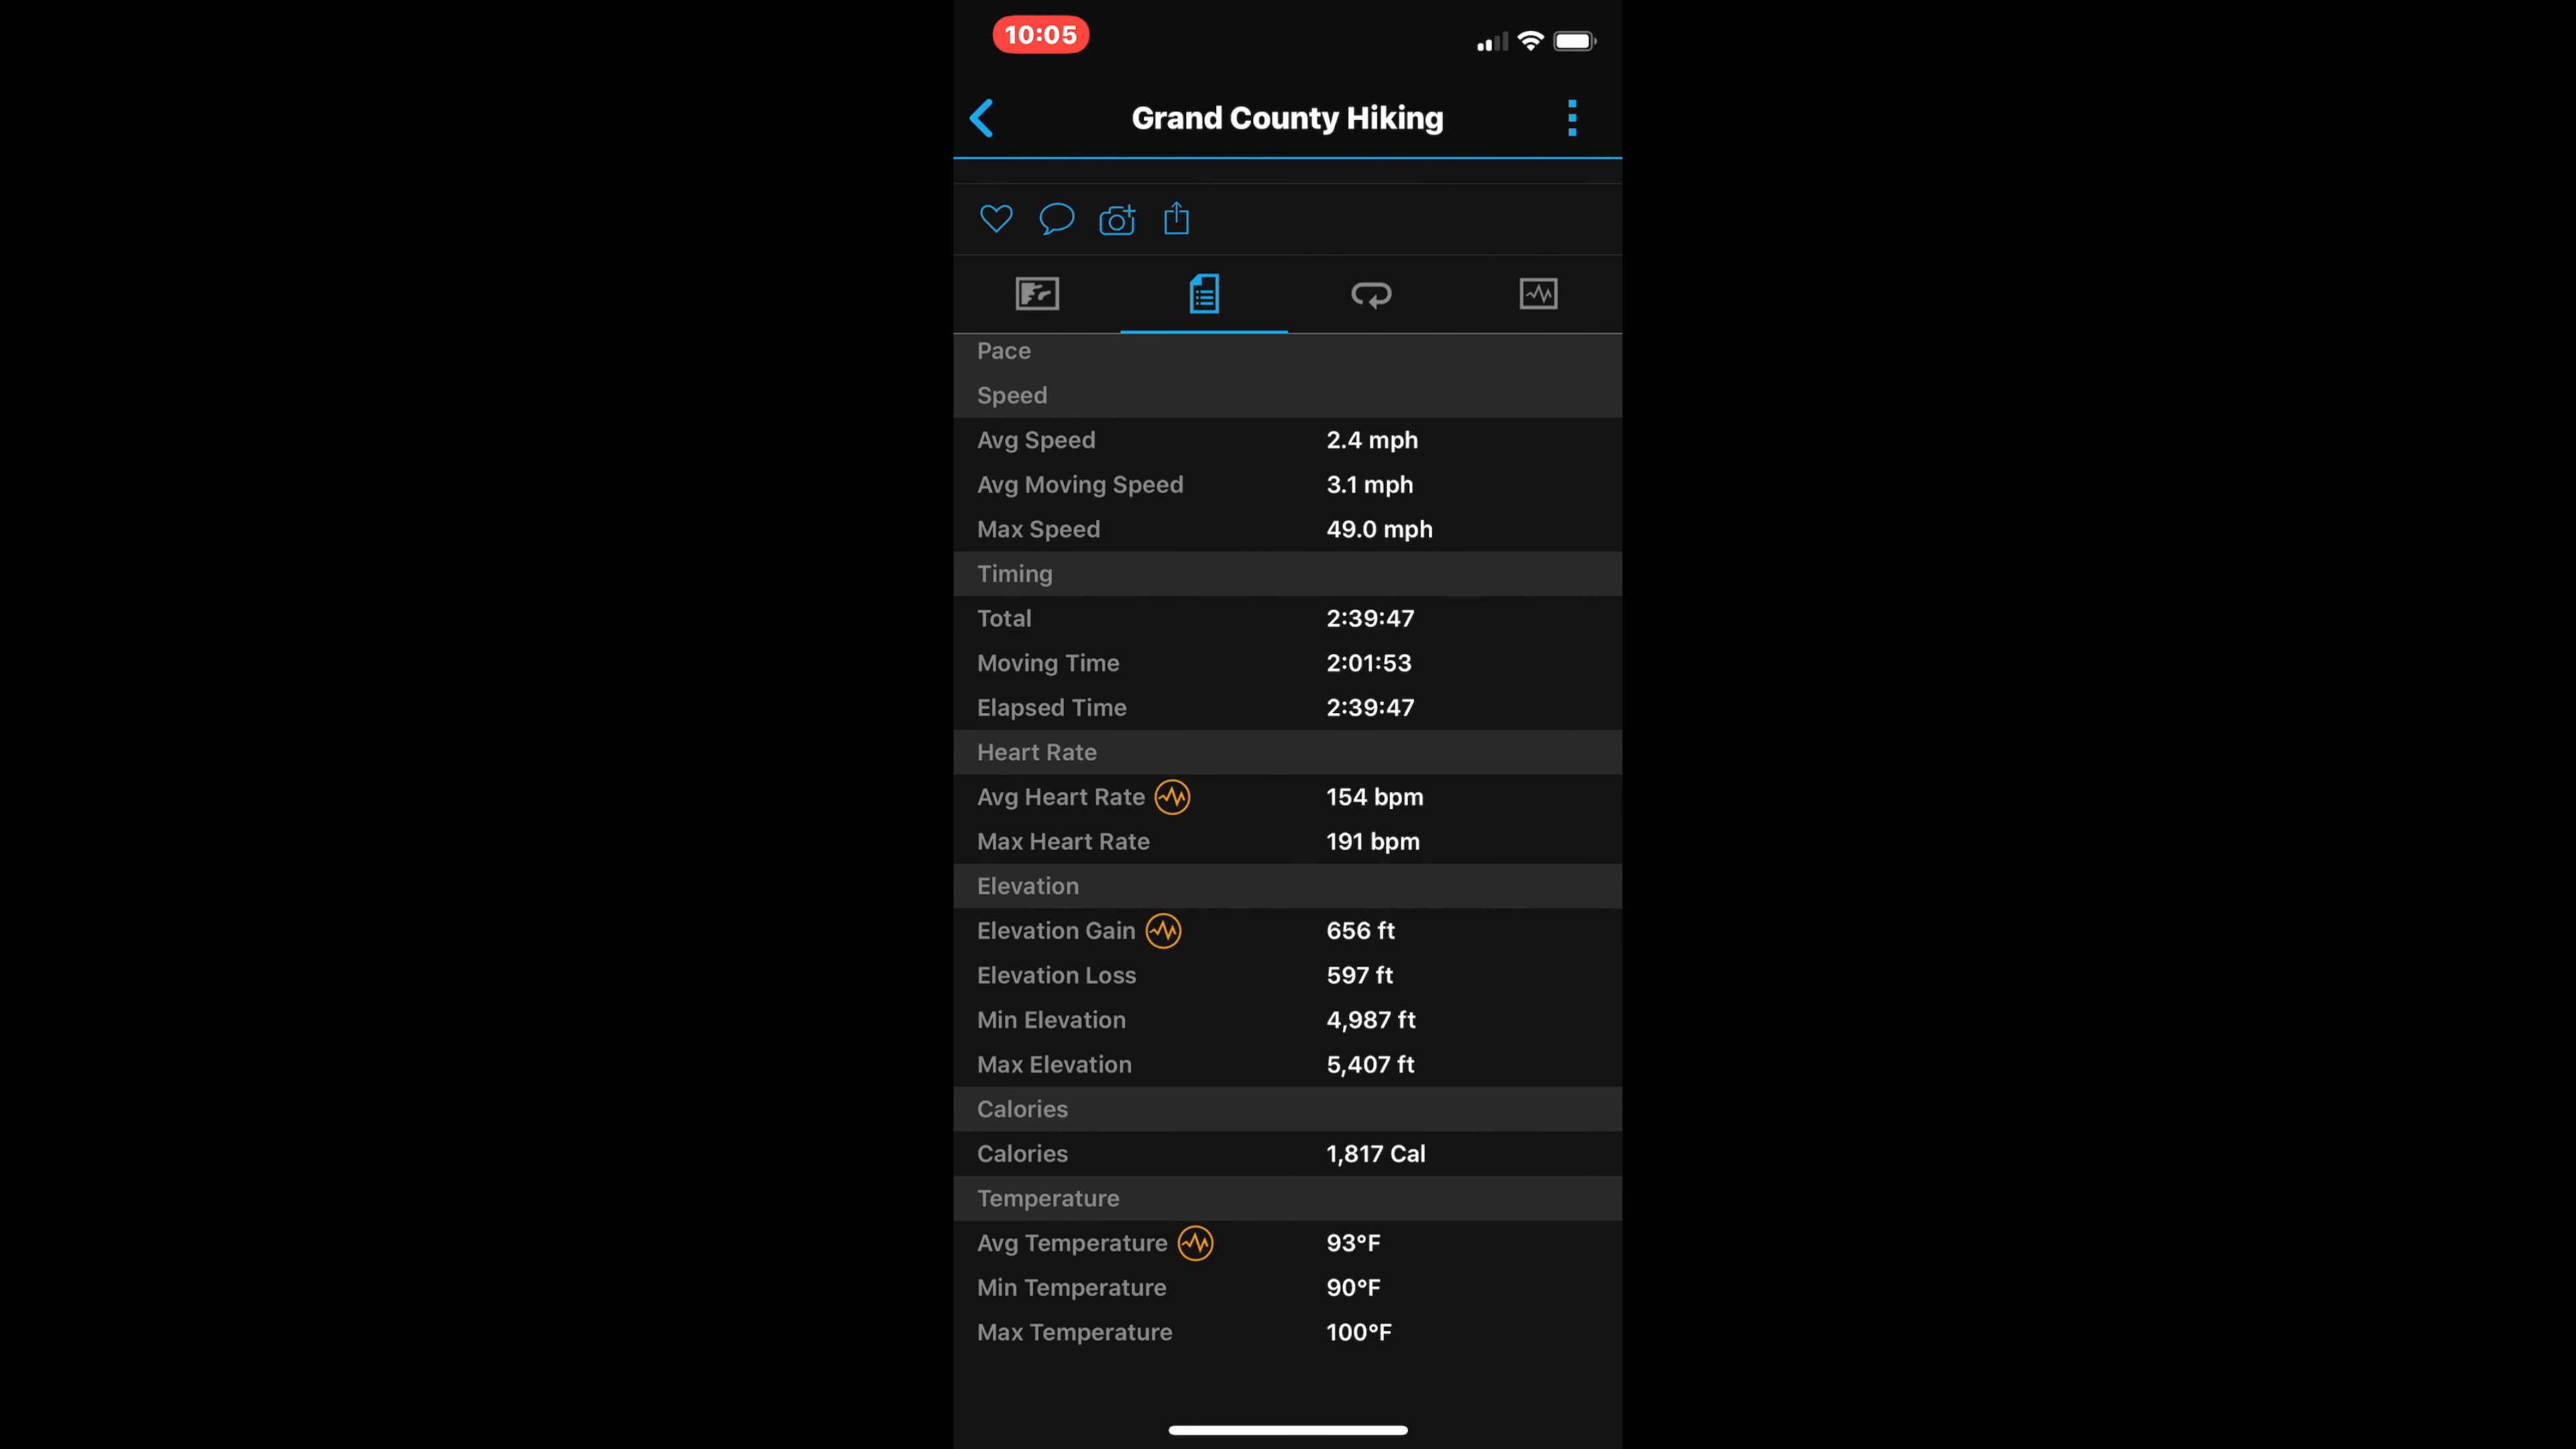 10:05
Grand County Hiking
Pace
Speed
Avg Speed 2.4 mph
Avg Moving Speed 3.1 mph
Max Speed 49.0 mph
Timing
Total 2:39:47
Moving Time 2:01:53
Elapsed Time 2:39:47
Heart Rate
Avg Heart Rate 154 bpm
Max Heart Rate 191 bpm
Elevation
Elevation Gain 656 ft
Elevation Loss 597 ft
Min Elevation 4,987 ft
Max Elevation 5,407 ft
Calories
Calories 1,817 Cal
Temperature
Avg Temperature 93°F
Min Temperature 90°F
Max Temperature 100°F